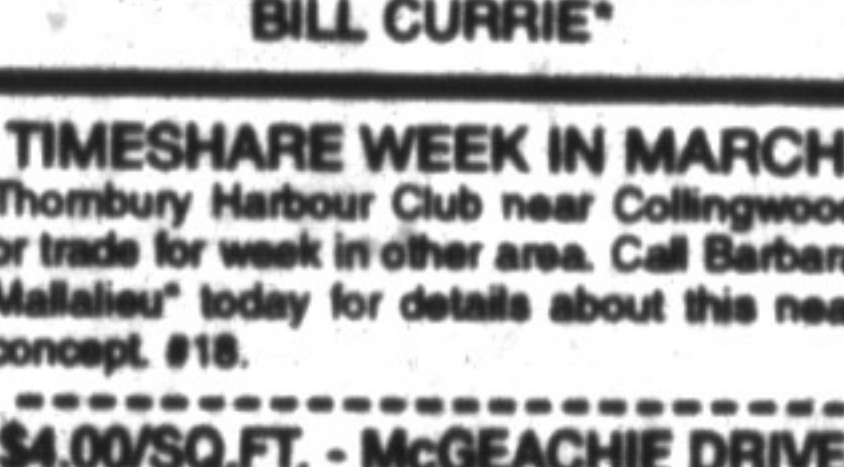 BILL CURRIE*
TIMESHARE WEEK IN MARCH
Thornbury Harbour Club near Collingwood
or trade for week in other area. Call Barbara
Mallalieu* today for details about this nea
concept. #18.
$4.00/SQ.FT. - McGEACHIE DRIVE